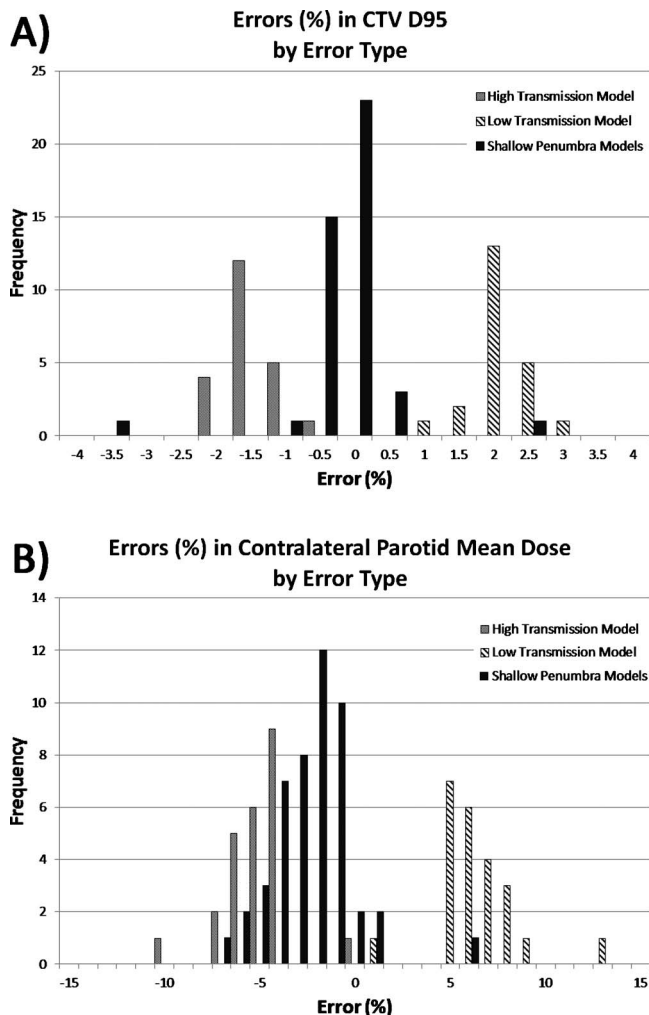 A)
Errors (%) in CTV D95
by Error Type
25
20
15
10
5
0
Frequency
High Transmission Model
Low Transmission Model
Shallow Penumbra Models
-4 -3.5 -3 -2.5 -2 -1.5 -1 -0.5 0 0.5 1 1.5 2 2.5 3 3.5 4
Error (%)
B)
Errors (%) in Contralateral Parotid Mean Dose
by Error Type
14
12
10
8
6
4
2
0
Frequency
High Transmission Model
Low Transmission Model
Shallow Penumbra Models
-15 -10 -5 0 5 10 15
Error (%)